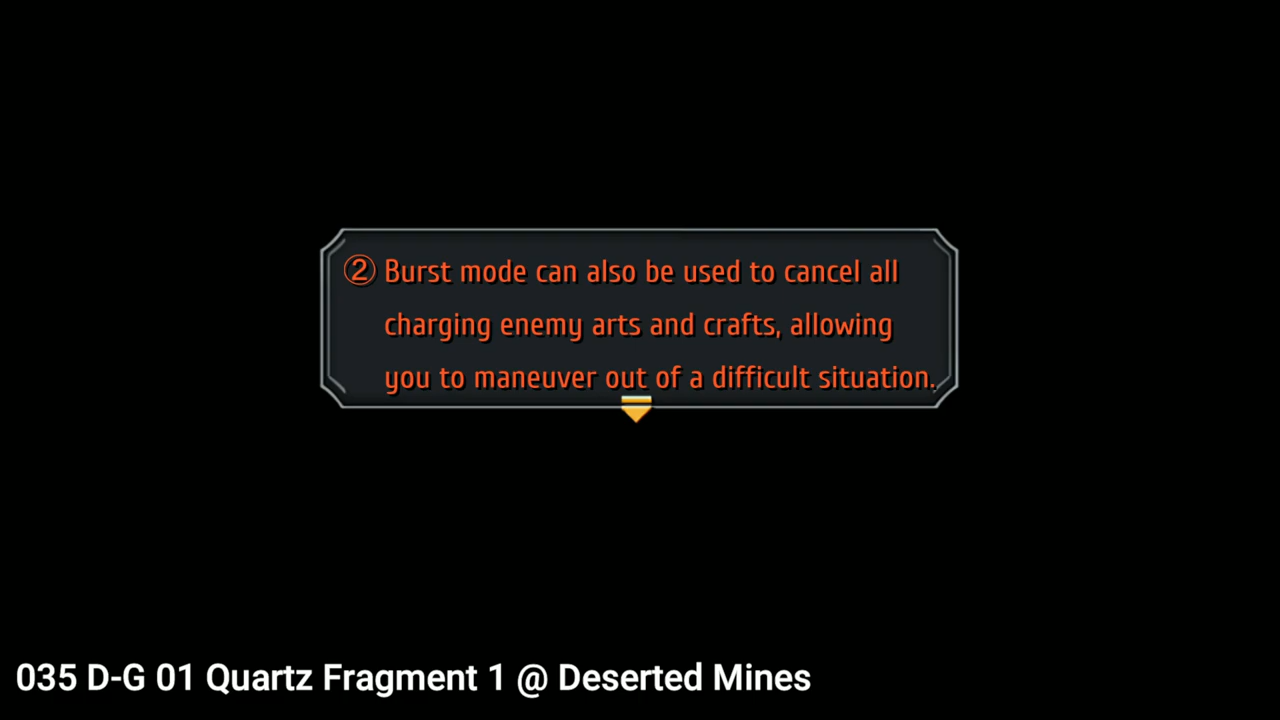 ② Burst mode can also be used to cancel all
charging enemy arts and crafts, allowing
you to maneuver out of a difficult situation.
035 D-G 01 Quartz Fragment 1 @ Deserted Mines